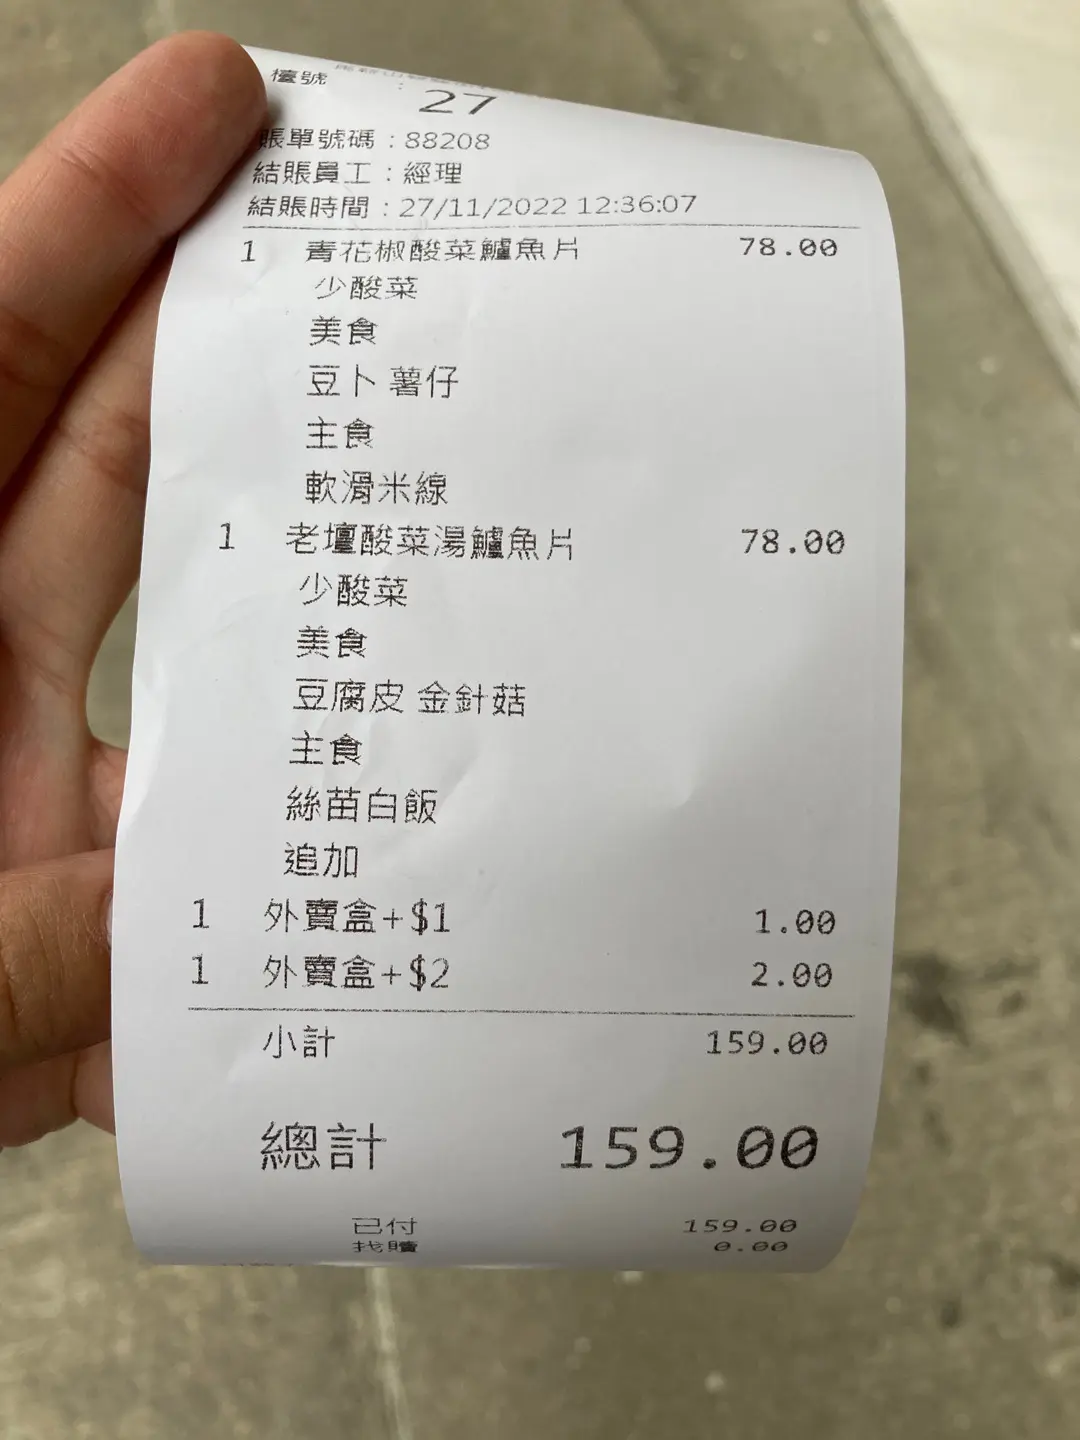 檯號 : 27
賬單號碼 : 88208
結賬員工 : 經理
結賬時間 : 27/11/2022 12:36:07
1 青花椒酸菜鱸魚片 78.00
少酸菜
美食
豆卜 薯仔
主食
軟滑米線
1 老壇酸菜湯鱸魚片 78.00
少酸菜
美食
豆腐皮 金針菇
主食
絲苗白飯
追加
1 外賣盒+$1 1.00
1 外賣盒+$2 2.00
小計 159.00
總計 159.00
已付 159.00
找贖 0.00